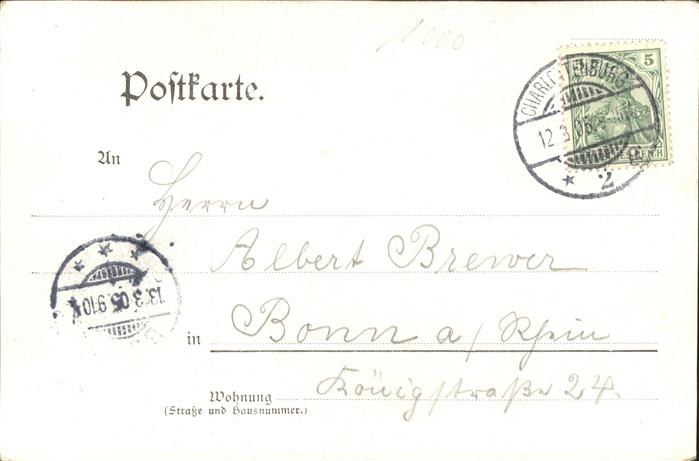 1000
Postkarte.
5
CHARLOTTENBURG
12.3.05
* 2
An
Herrn
Albert Brewer
13.3.05.9-10V
in
Bonn a/Rhein
Wohnung
(Straße und Hausnummer.)
Königstraße 24.